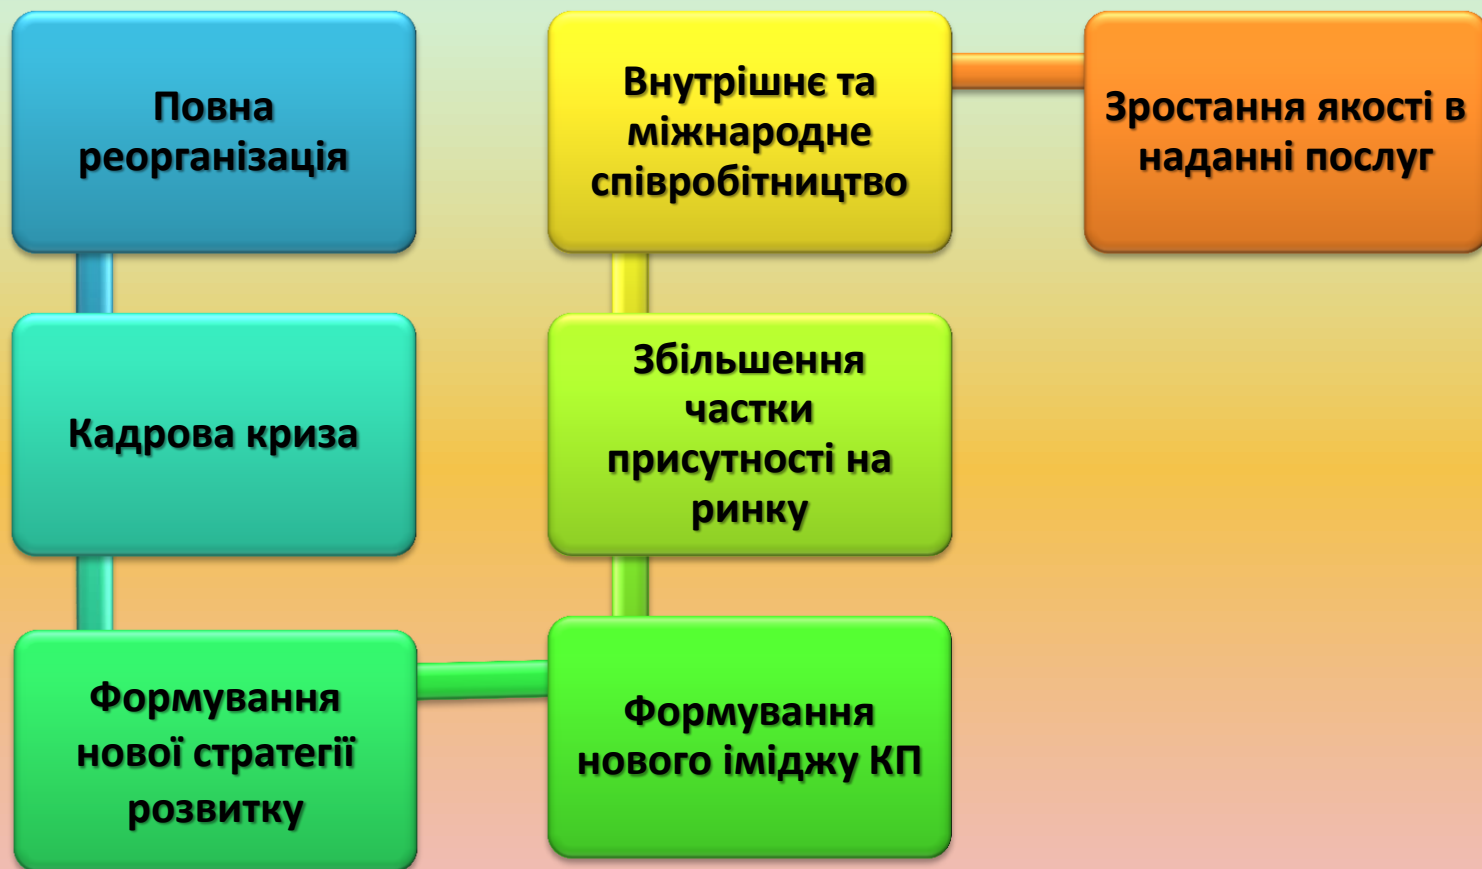 Повна
реорганізація
Кадрова криза
Формування
нової стратегії
розвитку
Формування
нового іміджу КП
Збільшення
частки
присутності на
ринку
Внутрішнє та
міжнародне
співробітництво
Зростання якості в
наданні послуг